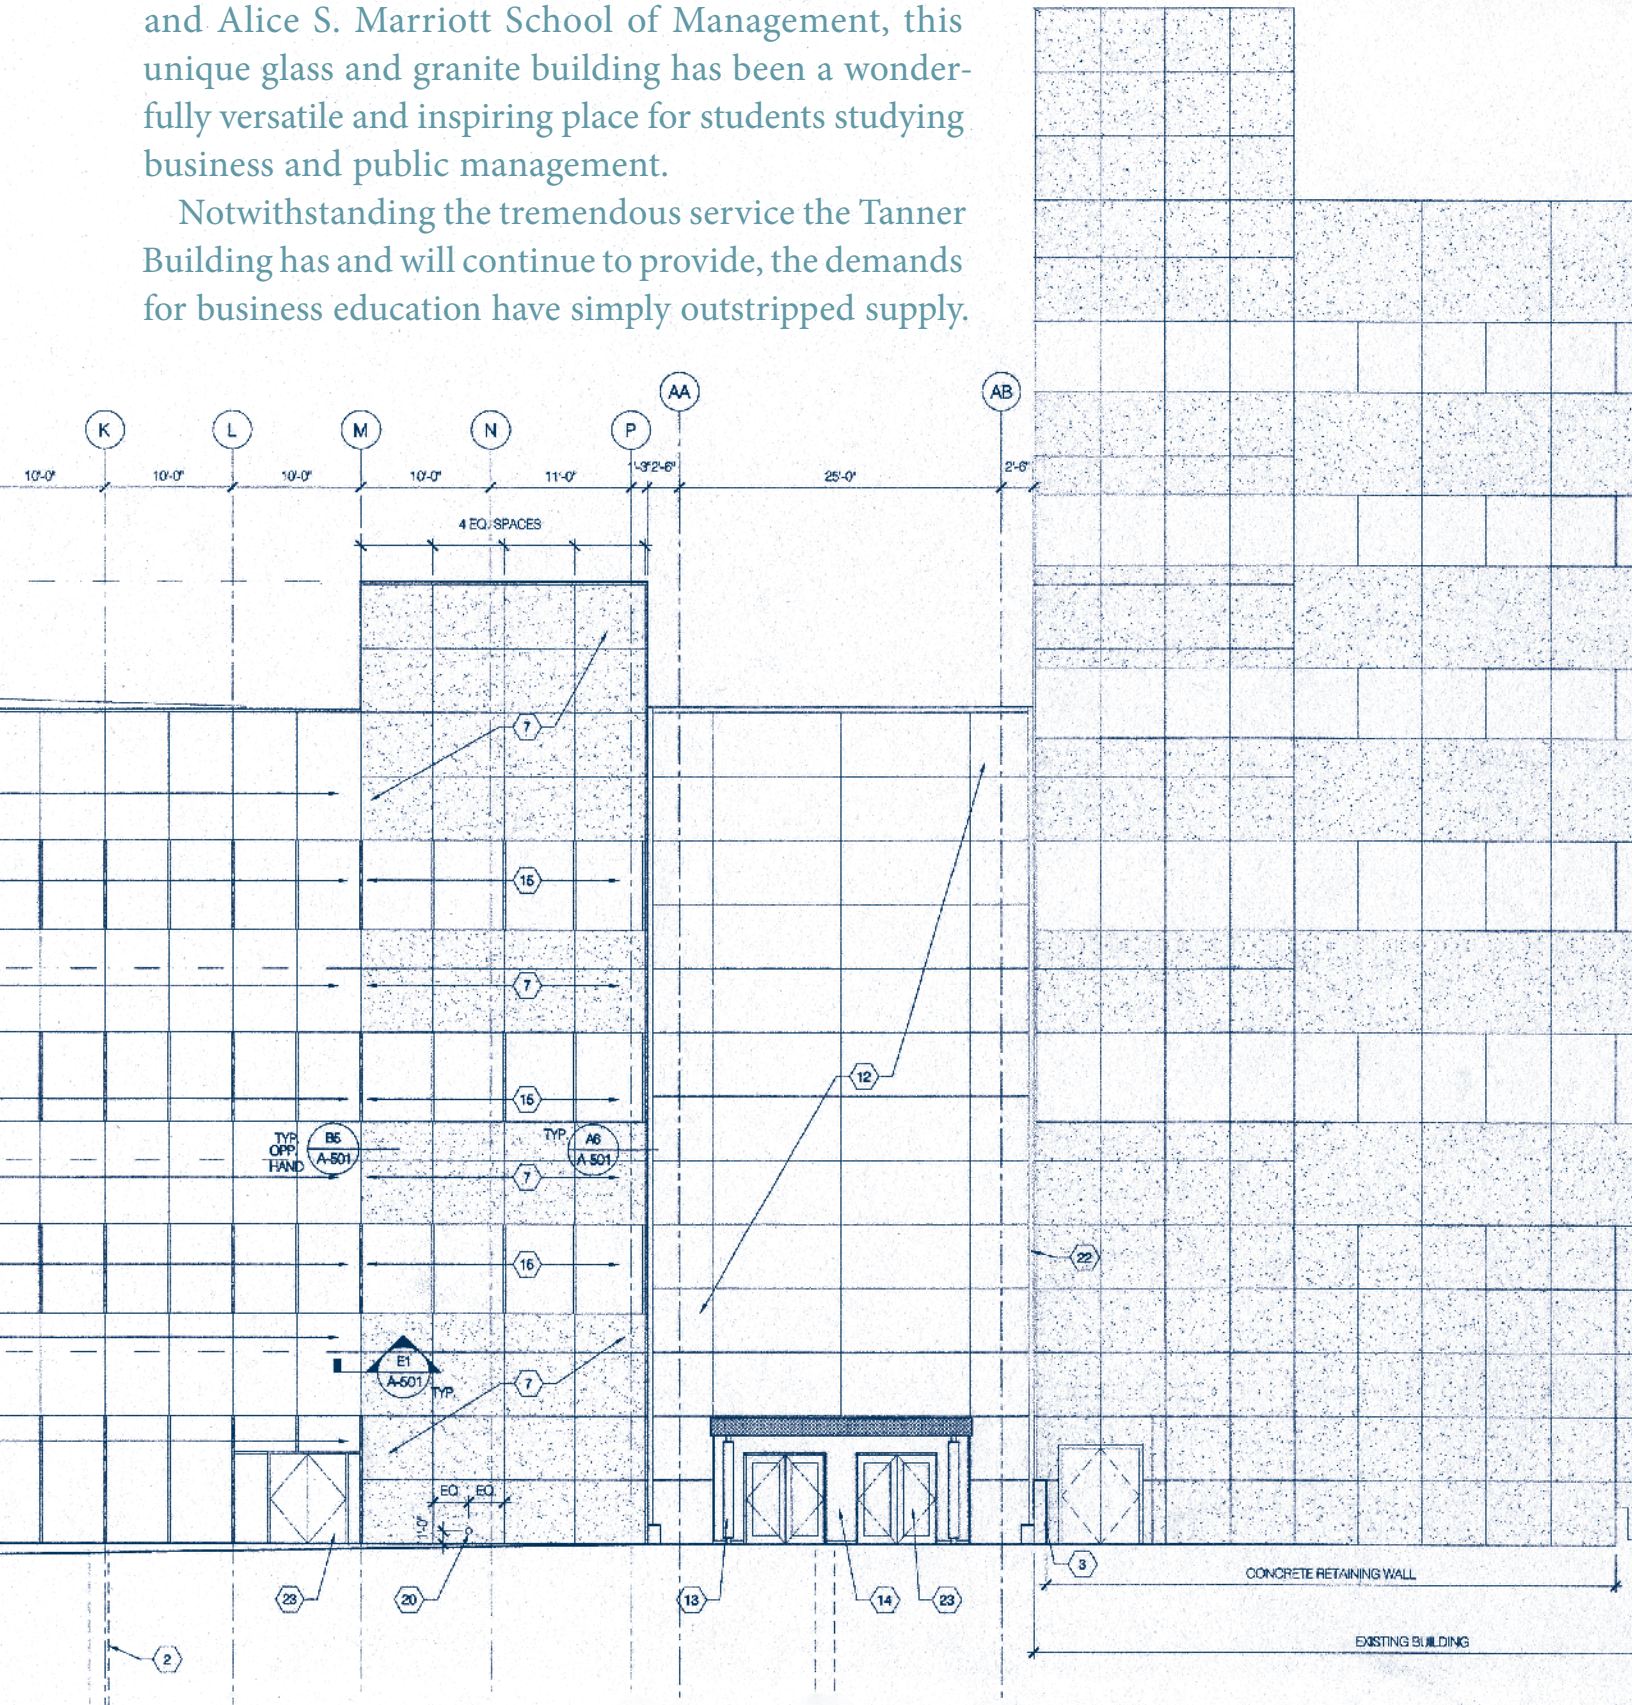 and Alice S. Marriott School of Management, this
unique glass and granite building has been a wonder-
fully versatile and inspiring place for students studying
business and public management.
Notwithstanding the tremendous service the Tanner
Building has and will continue to provide, the demands
for business education have simply outstripped supply.
AA AB
K L M N P
10'-0" 10'-0" 10'-0" 10'-0" 11'-0" 1'-3" 2'-6" 25'-0" 2'-6"
4 EQ. SPACES
7
15
7
12
15
TYP.
OPP.
HAND
B5
A-501
TYP.
A6
A-501
7
22
16
E1
A-501
TYP.
7
EQ EQ
1'-0"
3
CONCRETE RETAINING WALL
23 20 13 14 23
EXISTING BUILDING
2